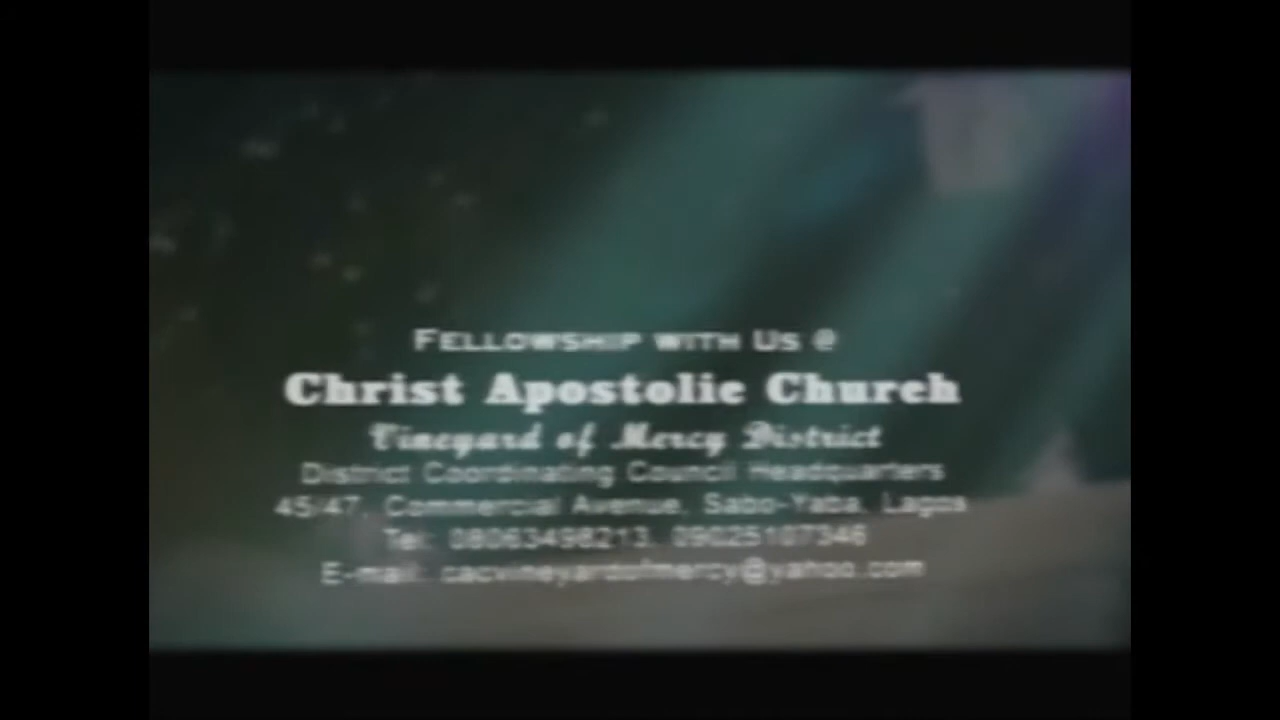 FELLOWSHIP WITH US @
Christ Apostolic Church
Vineyard of Mercy District
District Coordinating Council Headquarters
45/47, Commercial Avenue, Sabo-Yaba, Lagos
Tel: 08063498213, 09025107346
E-mail: cacvineyardofmercy@yahoo.com